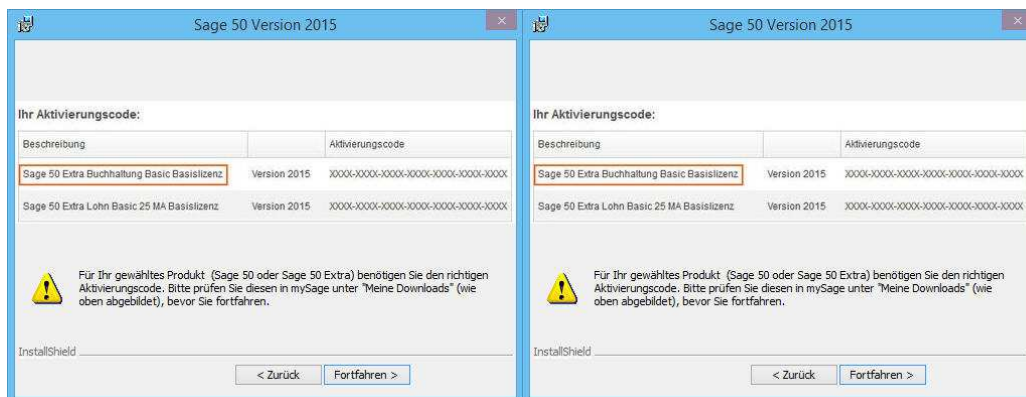 Sage 50 Version 2015
Ihr Aktivierungscode:
Beschreibung Aktivierungscode
Sage 50 Extra Buchhaltung Basic Basislizenz Version 2015 XXXX-XXXX-XXXX-XXXX-XXXX-XXXX-XXXX
Sage 50 Extra Lohn Basic 25 MA Basislizenz Version 2015 XXXX-XXXX-XXXX-XXXX-XXXX-XXXX-XXXX
Für Ihr gewähltes Produkt (Sage 50 oder Sage 50 Extra) benötigen Sie den richtigen
Aktivierungscode. Bitte prüfen Sie diesen in mySage unter "Meine Downloads" (wie
oben abgebildet), bevor Sie fortfahren.
InstallShield
< Zurück Fortfahren >
Sage 50 Version 2015
Ihr Aktivierungscode:
Beschreibung Aktivierungscode
Sage 50 Extra Buchhaltung Basic Basislizenz Version 2015 XXXX-XXXX-XXXX-XXXX-XXXX-XXXX-XXXX
Sage 50 Extra Lohn Basic 25 MA Basislizenz Version 2015 XXXX-XXXX-XXXX-XXXX-XXXX-XXXX-XXXX
Für Ihr gewähltes Produkt (Sage 50 oder Sage 50 Extra) benötigen Sie den richtigen
Aktivierungscode. Bitte prüfen Sie diesen in mySage unter "Meine Downloads" (wie
oben abgebildet), bevor Sie fortfahren.
InstallShield
< Zurück Fortfahren >